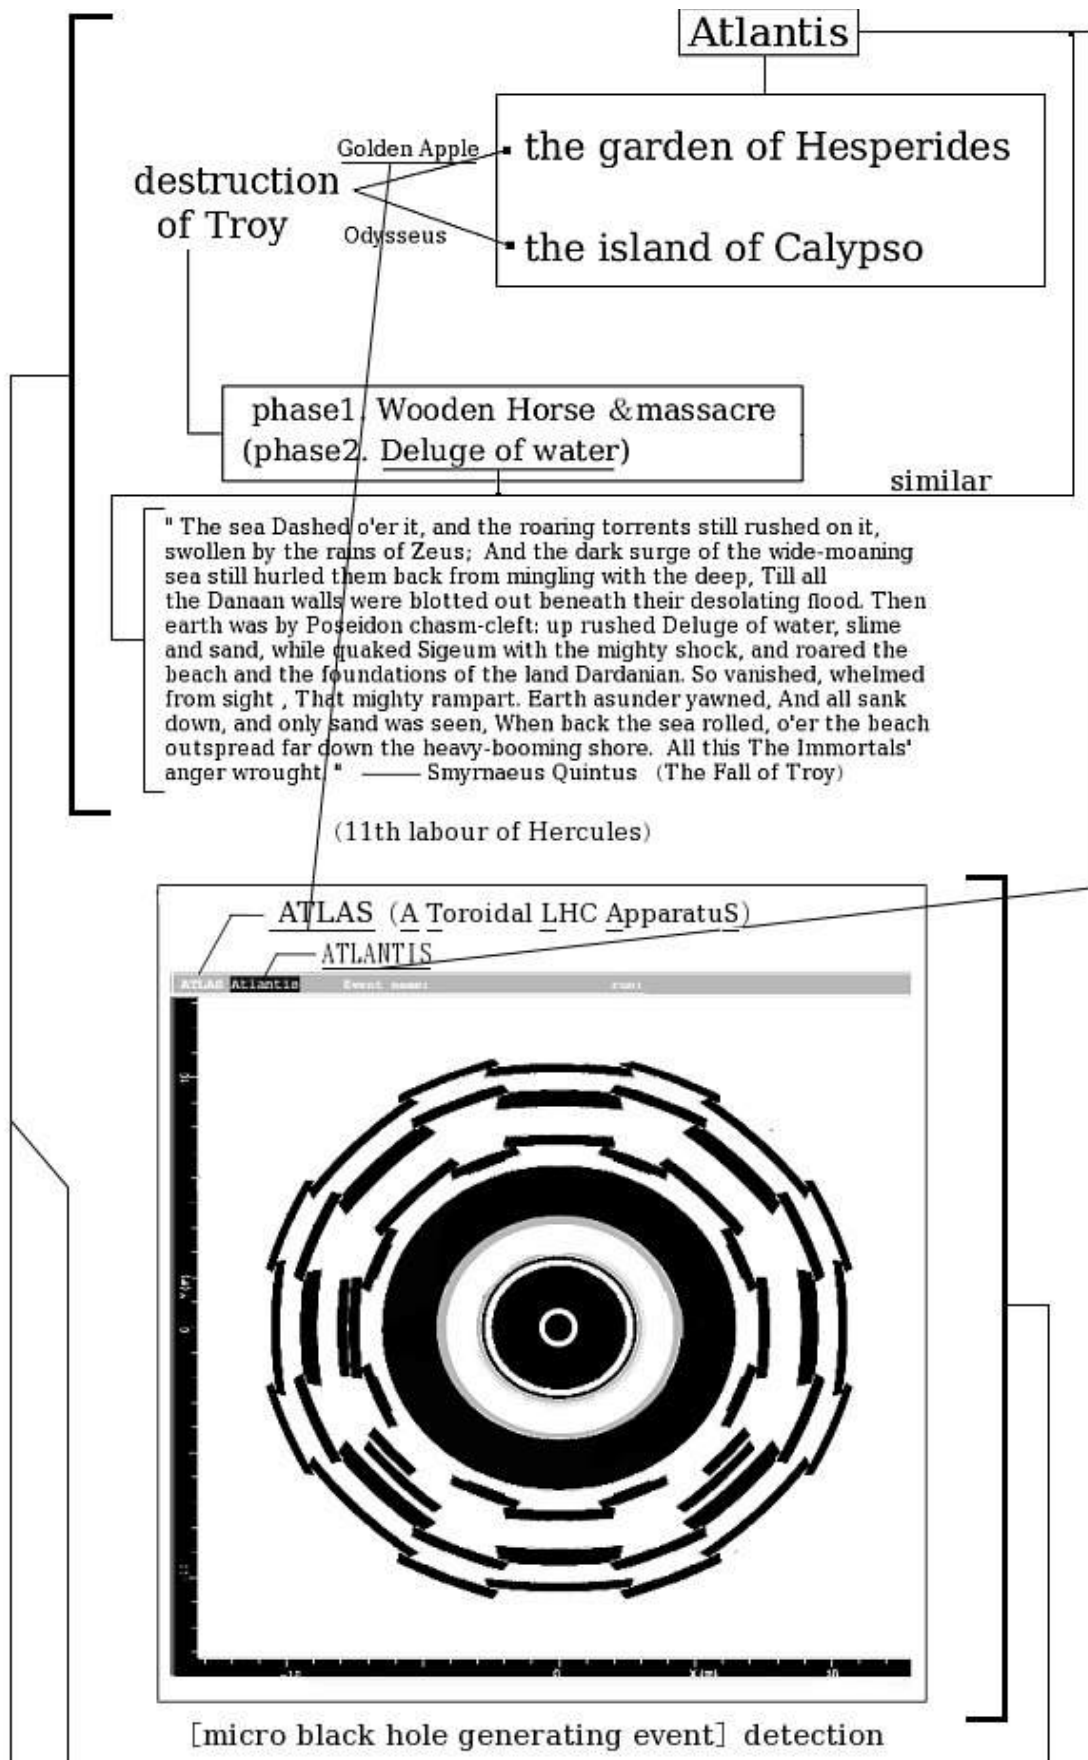 Atlantis
Golden Apple
the garden of Hesperides
destruction
of Troy
Odysseus
the island of Calypso
phase1. Wooden Horse &massacre
(phase2. Deluge of water)
similar
" The sea Dashed o'er it, and the roaring torrents still rushed on it,
swollen by the rains of Zeus; And the dark surge of the wide-moaning
sea still hurled them back from mingling with the deep, Till all
the Danaan walls were blotted out beneath their desolating flood. Then
earth was by Poseidon chasm-cleft: up rushed Deluge of water, slime
and sand, while quaked Sigeum with the mighty shock, and roared the
beach and the foundations of the land Dardanian. So vanished, whelmed
from sight , That mighty rampart. Earth asunder yawned, And all sank
down, and only sand was seen, When back the sea rolled, o'er the beach
outspread far down the heavy-booming shore. All this The Immortals'
anger wrought. " —— Smyrnaeus Quintus (The Fall of Troy)
(11th labour of Hercules)
ATLAS (A Toroidal LHC ApparatuS)
ATLANTIS
ATLAS Atlantis Event name: run:
10
Y (m)
0
-10 0 X (m) 10
[micro black hole generating event] detection